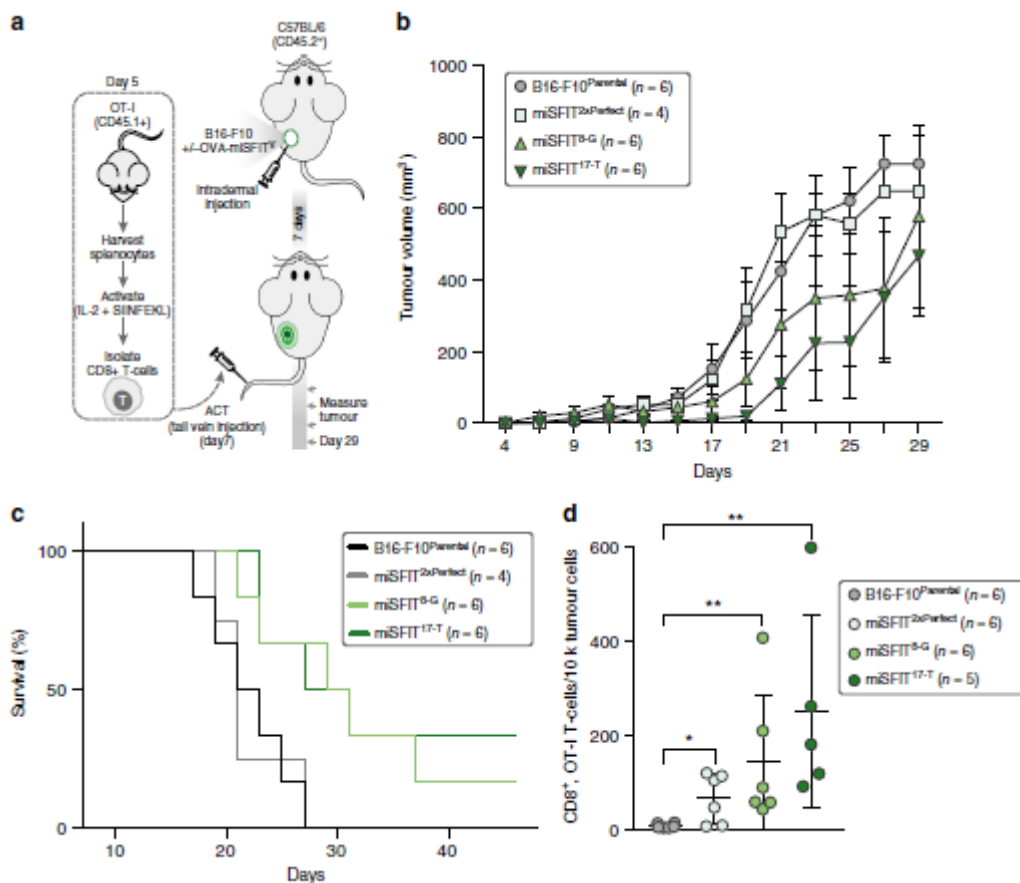 a
Day 5
OT-I
(CD45.1+)
Harvest
splenocytes
Activate
(IL-2 + SIINFEKL)
Isolate
CD8+ T-cells
T
C57BL/6
(CD45.2+)
B16-F10
+/–OVA-miSFIT
Intradermal
injection
7 days
ACT
(tail vein injection)
(day7)
Measure
tumour
Day 29
b
Tumour volume (mm³)
1000
800
600
400
200
0
B16-F10Parental (n = 6)
miSFIT2xPerfect (n = 4)
miSFIT8-G (n = 6)
miSFIT17-T (n = 6)
4 9 13 17 21 25 29
Days
c
Survival (%)
100
50
0
B16-F10Parental (n = 6)
miSFIT2xPerfect (n = 4)
miSFIT8-G (n = 6)
miSFIT17-T (n = 6)
10 20 30 40
Days
d
CD8+, OT-I T-cells/10 k tumour cells
600
400
200
0
**
**
*
B16-F10Parental (n = 6)
miSFIT2xPerfect (n = 6)
miSFIT8-G (n = 6)
miSFIT17-T (n = 5)